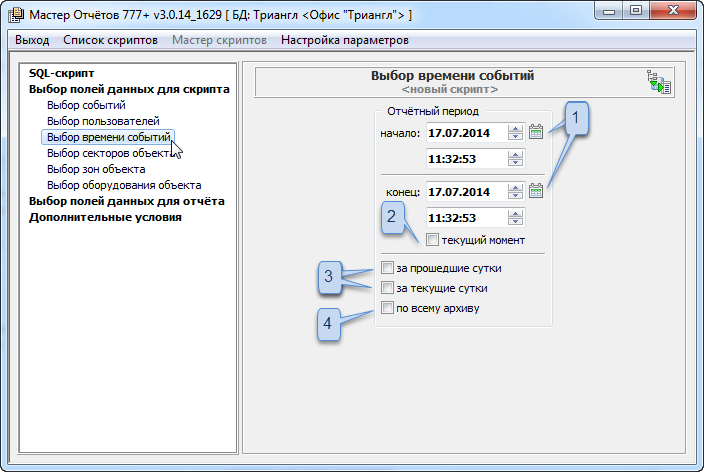 Мастер Отчётов 777+ v3.0.14_1629 [ БД: Триангл <Офис "Триангл"> ]
Выход Список скриптов Мастер скриптов Настройка параметров
SQL-скрипт
Выбор полей данных для скрипта
Выбор событий
Выбор пользователей
Выбор времени событий
Выбор секторов объекта
Выбор зон объекта
Выбор оборудования объекта
Выбор полей данных для отчёта
Дополнительные условия
Выбор времени событий
<новый скрипт>
Отчётный период
1
начало: 17.07.2014
11:32:53
конец: 17.07.2014
11:32:53
2
текущий момент
3
за прошедшие сутки
за текущие сутки
4
по всему архиву